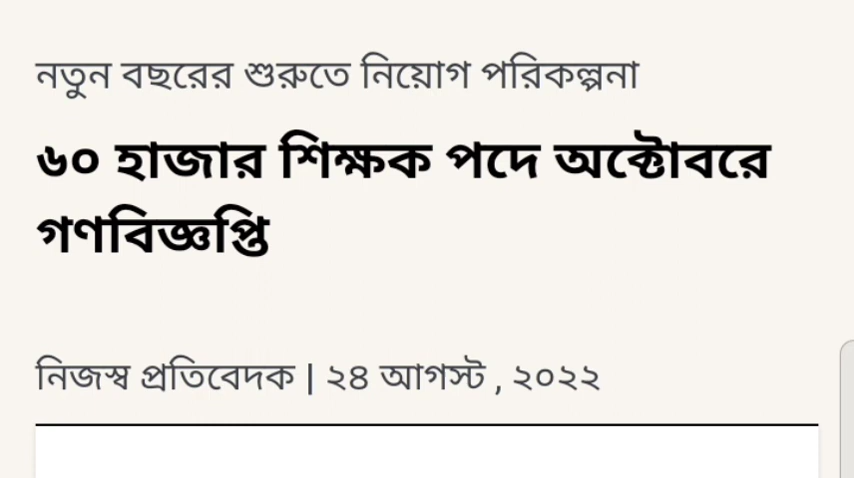 নতুন বছরের শুরুতে নিয়োগ পরিকল্পনা
৬০ হাজার শিক্ষক পদে অক্টোবরে
গণবিজ্ঞপ্তি
নিজস্ব প্রতিবেদক | ২৪ আগস্ট , ২০২২